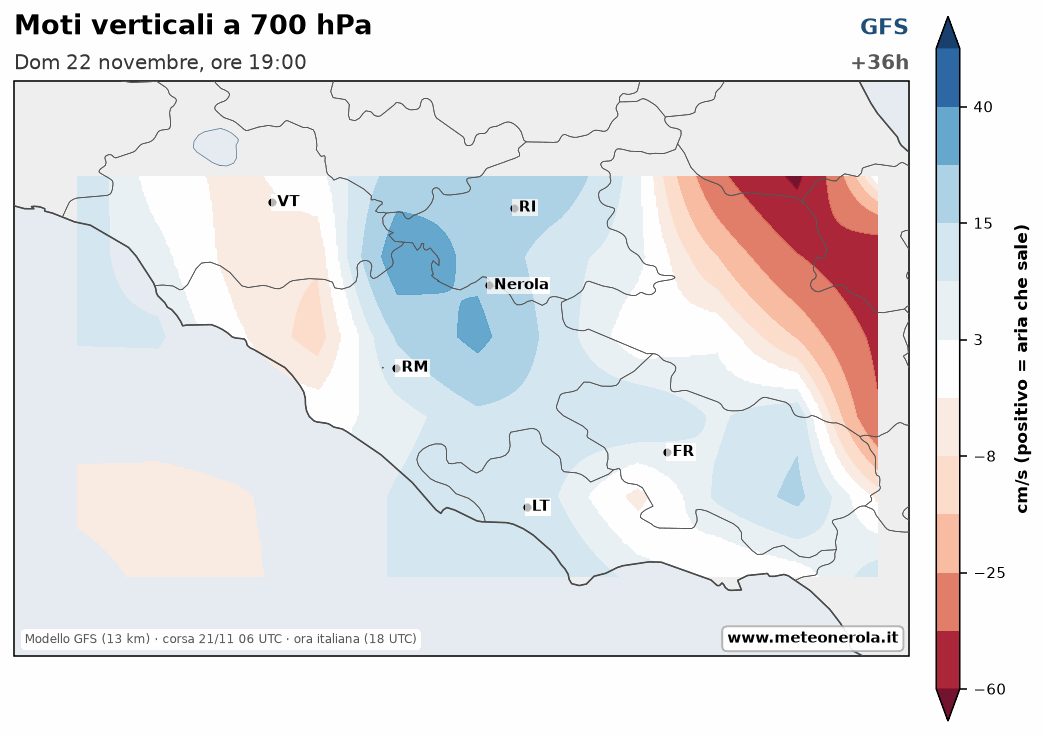 Moti verticali a 700 hPa
GFS
Dom 22 novembre, ore 19:00
+36h
40
15
3
−8
−25
−60
cm/s (positivo = aria che sale)
VT
RI
Nerola
RM
FR
LT
Modello GFS (13 km) · corsa 21/11 06 UTC · ora italiana (18 UTC)
www.meteonerola.it